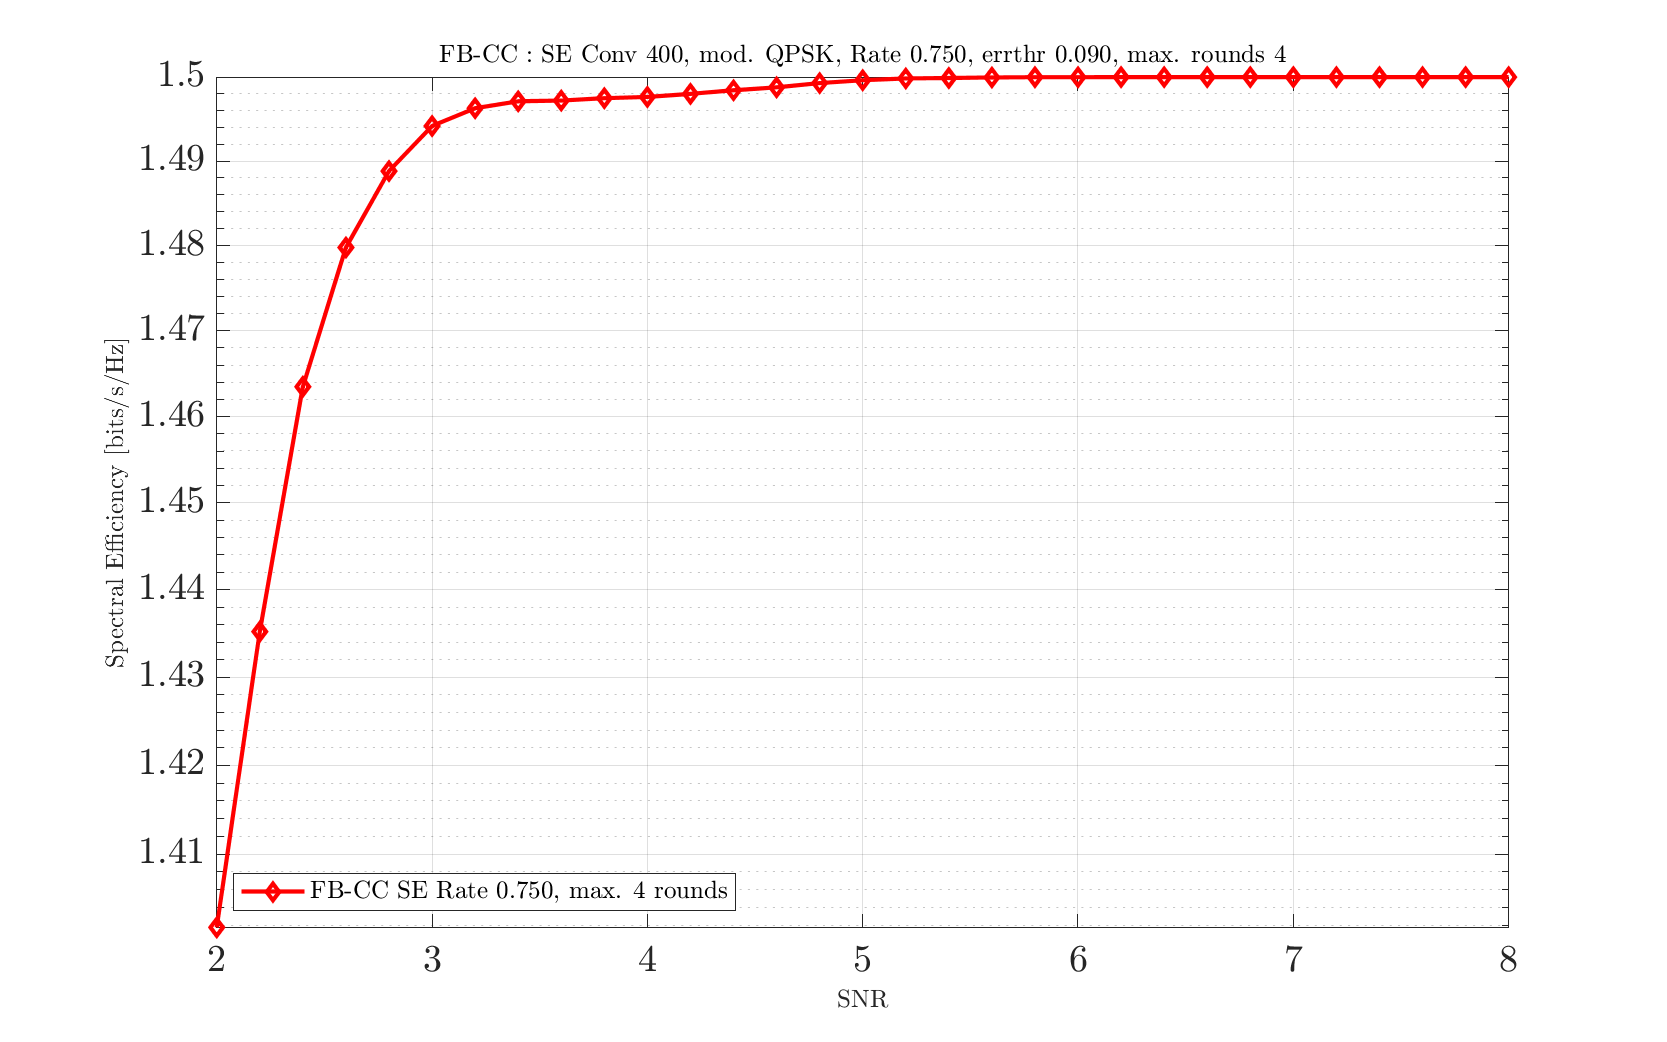 FB-CC : SE Conv 400, mod. QPSK, Rate 0.750, errthr 0.090, max. rounds 4
1.5
1.49
1.48
1.47
1.46
1.45
1.44
1.43
1.42
1.41
Spectral Efficiency [bits/s/Hz]
FB-CC SE Rate 0.750, max. 4 rounds
2 3 4 5 6 7 8
SNR